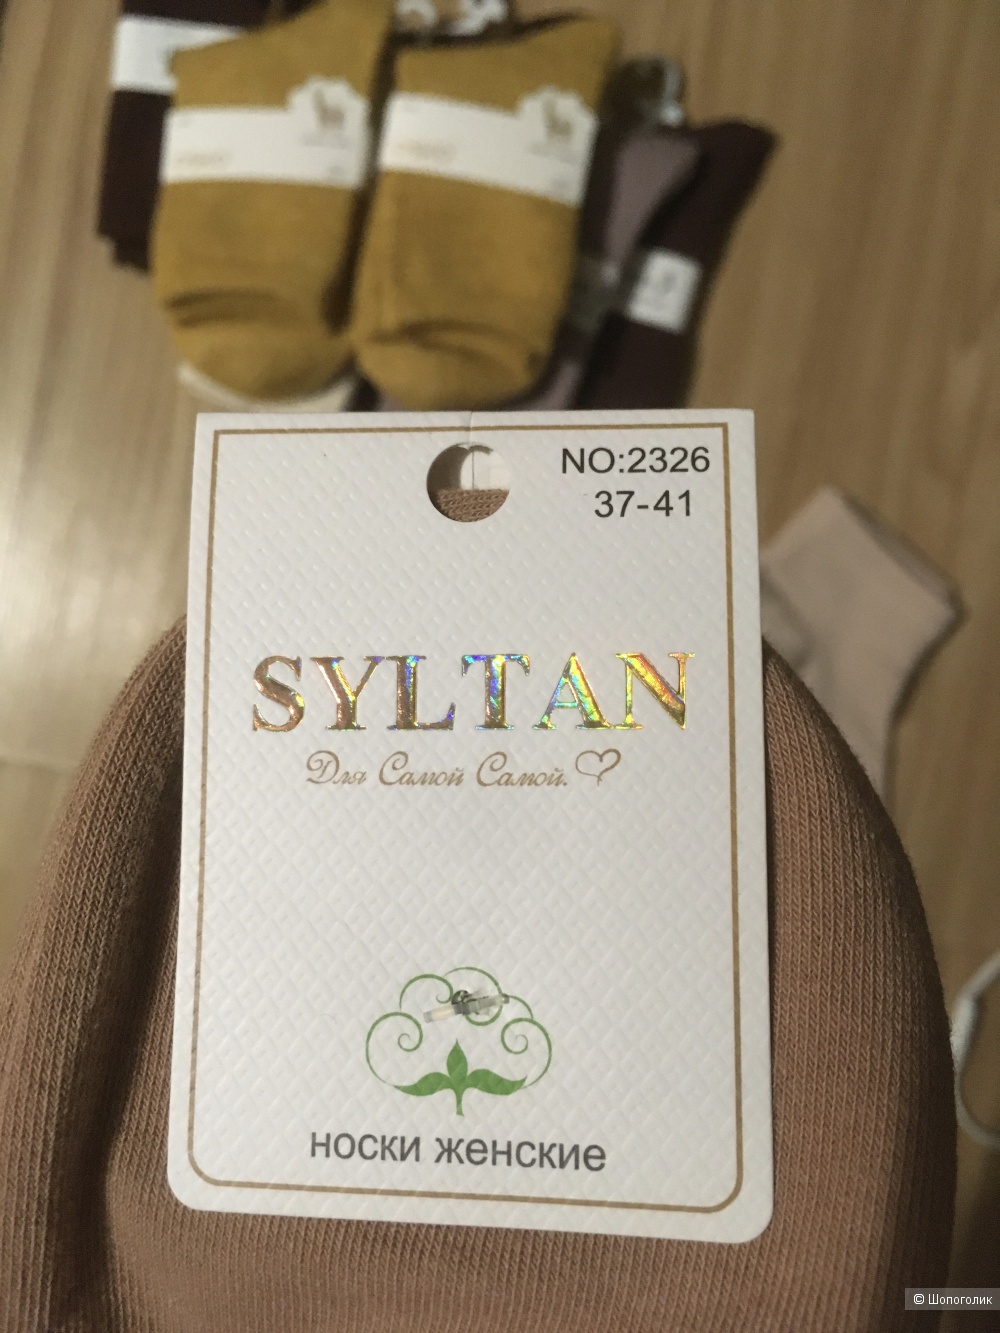 NO:2326
37-41
SYLTAN
Для Самой Самой.
носки женские
© Шопоголик